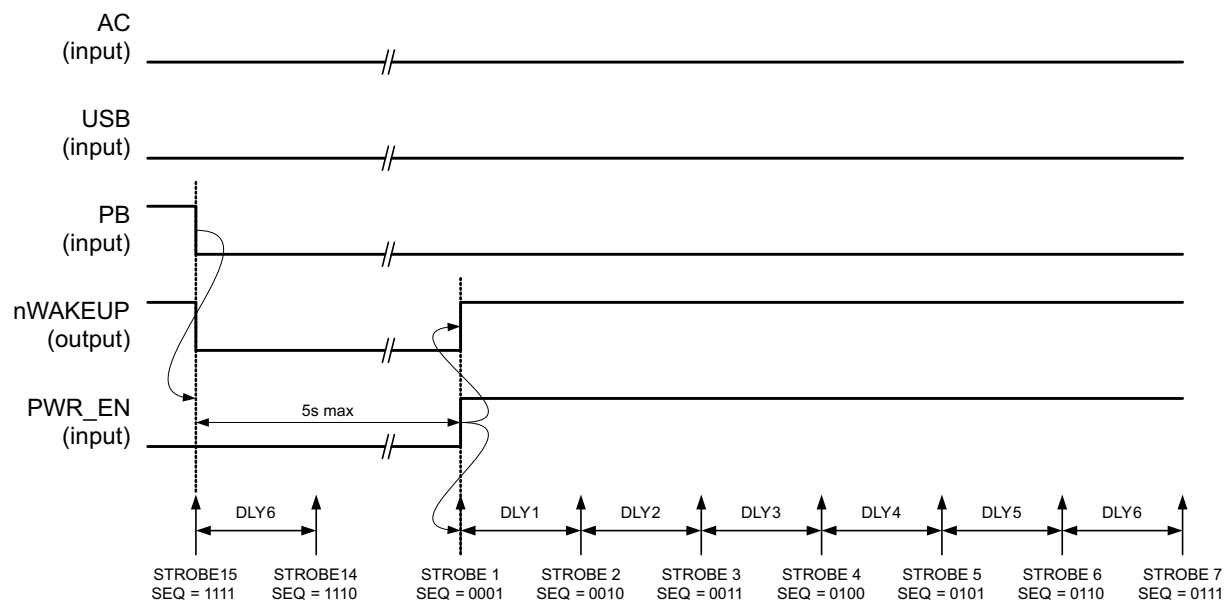 AC
(input)
USB
(input)
PB
(input)
nWAKEUP
(output)
PWR_EN
(input)
5s max
DLY6
DLY1
DLY2
DLY3
DLY4
DLY5
DLY6
STROBE15
SEQ = 1111
STROBE14
SEQ = 1110
STROBE 1
SEQ = 0001
STROBE 2
SEQ = 0010
STROBE 3
SEQ = 0011
STROBE 4
SEQ = 0100
STROBE 5
SEQ = 0101
STROBE 6
SEQ = 0110
STROBE 7
SEQ = 0111